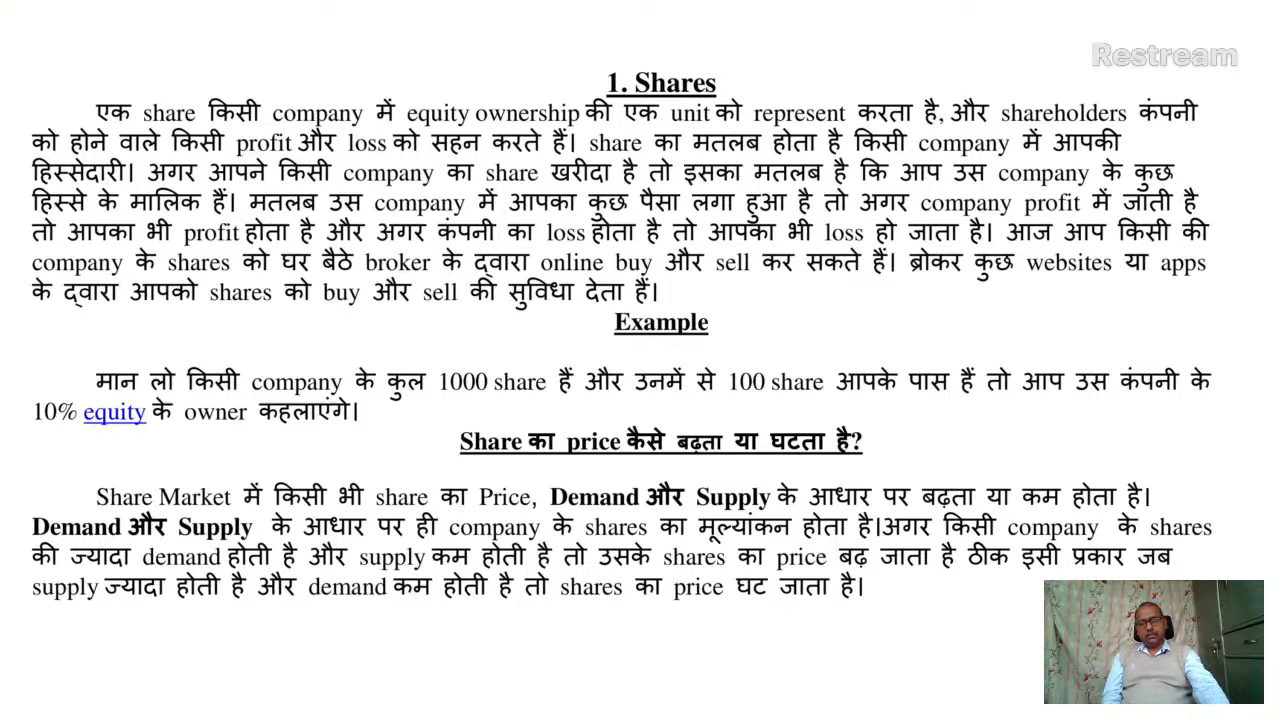 Restream
1. Shares
एक share किसी company में equity ownership की एक unit को represent करता है, और shareholders कंपनी
को होने वाले किसी profit और loss को सहन करते हैं। share का मतलब होता है किसी company में आपकी
हिस्सेदारी। अगर आपने किसी company का share खरीदा है तो इसका मतलब है कि आप उस company के कुछ
हिस्से के मालिक हैं। मतलब उस company में आपका कुछ पैसा लगा हुआ है तो अगर company profit में जाती है
तो आपका भी profit होता है और अगर कंपनी का loss होता है तो आपका भी loss हो जाता है। आज आप किसी की
company के shares को घर बैठे broker के द्वारा online buy और sell कर सकते हैं। ब्रोकर कुछ websites या apps
के द्वारा आपको shares को buy और sell की सुविधा देता हैं।
Example
मान लो किसी company के कुल 1000 share हैं और उनमें से 100 share आपके पास हैं तो आप उस कंपनी के
10% equity के owner कहलाएंगे।
Share का price कैसे बढ़ता या घटता है?
Share Market में किसी भी share का Price, Demand और Supply के आधार पर बढ़ता या कम होता है।
Demand और Supply के आधार पर ही company के shares का मूल्यांकन होता है।अगर किसी company के shares
की ज्यादा demand होती है और supply कम होती है तो उसके shares का price बढ़ जाता है ठीक इसी प्रकार जब
supply ज्यादा होती है और demand कम होती है तो shares का price घट जाता है।